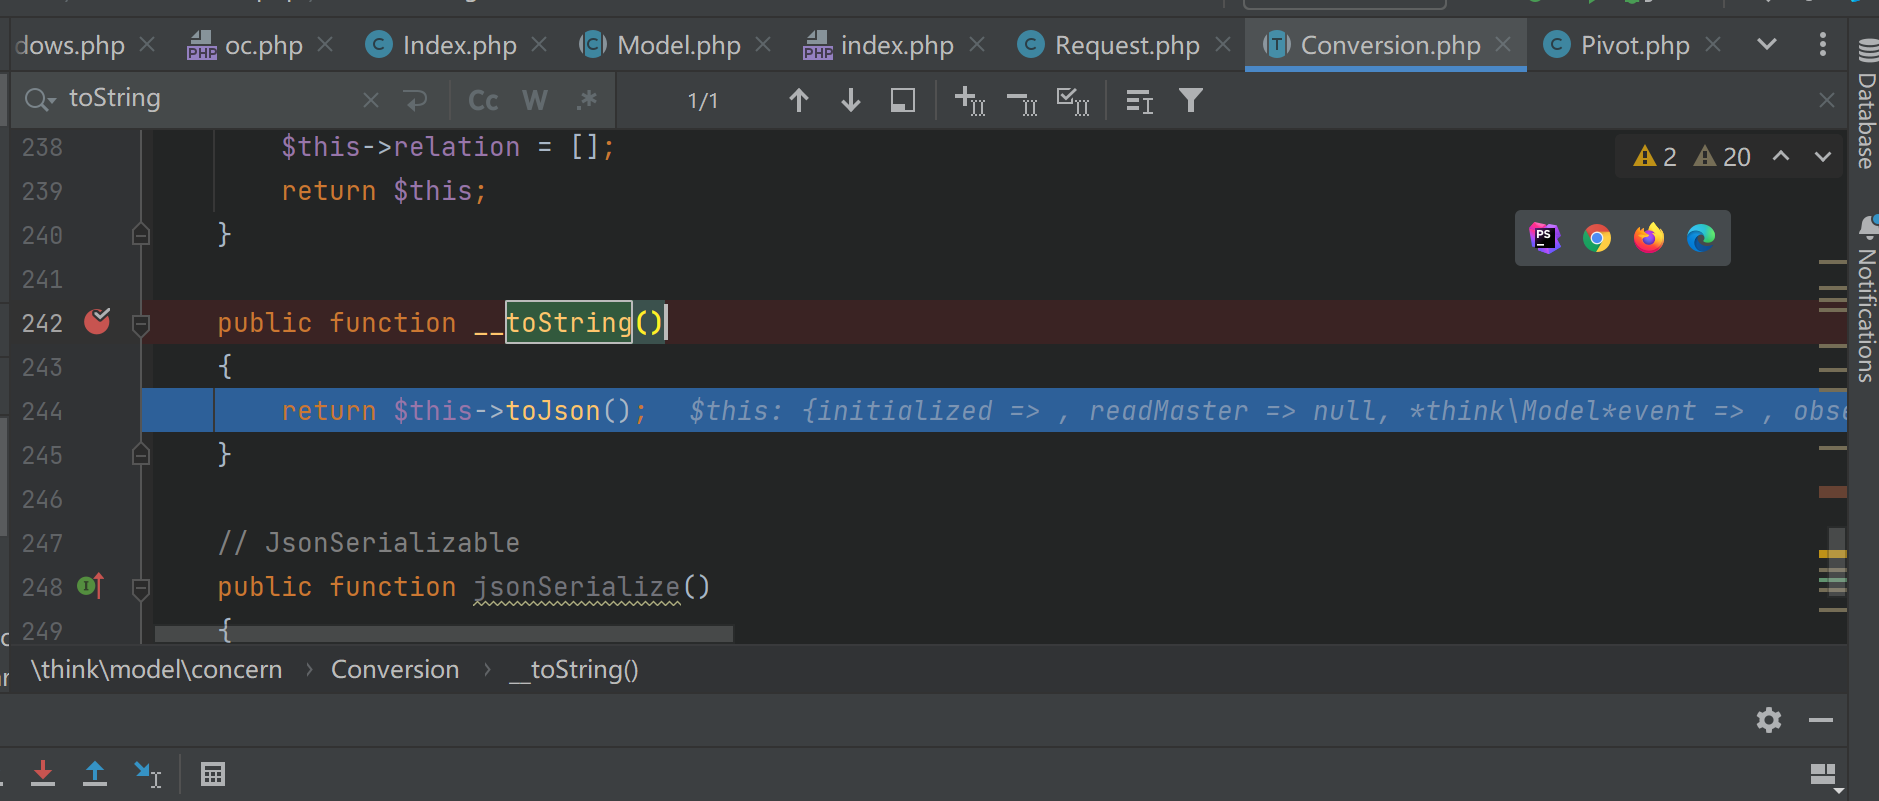 dows.php oc.php Index.php Model.php index.php Request.php Conversion.php Pivot.php
toString Cc W .* 1/1
238 $this->relation = [];
239 return $this;
240 }
241
242 public function __toString()
243 {
244 return $this->toJson(); $this: {initialized => , readMaster => null, *think\Model*event => , obse
245 }
246
247 // JsonSerializable
248 public function jsonSerialize()
249 {
2 20
Database
Notifications
\think\model\concern › Conversion › __toString()